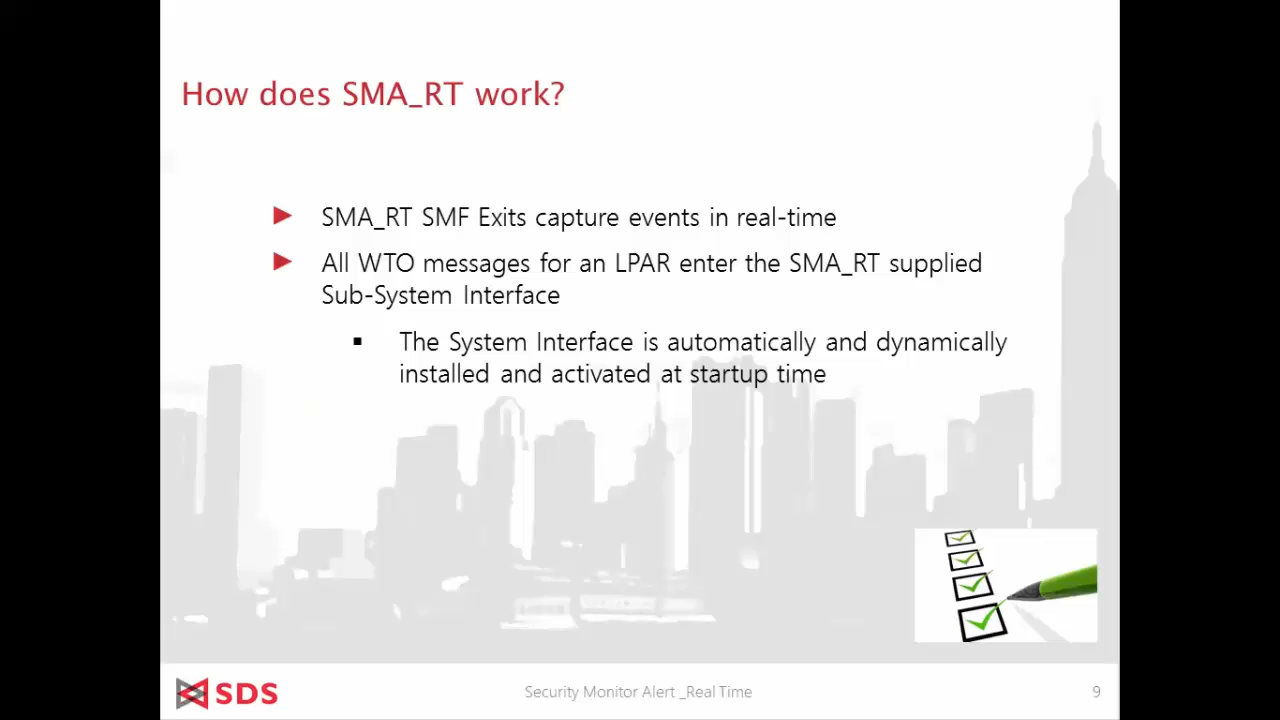 How does SMA_RT work?
► SMA_RT SMF Exits capture events in real-time
► All WTO messages for an LPAR enter the SMA_RT supplied
Sub-System Interface
▪ The System Interface is automatically and dynamically
installed and activated at startup time
SDS
Security Monitor Alert _Real Time
9